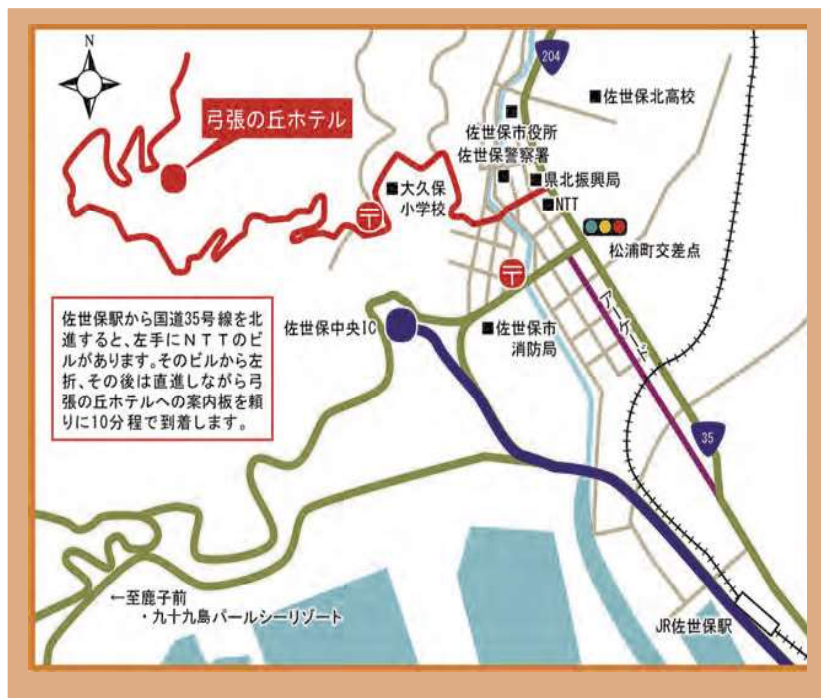 N
204
佐世保北高校
弓張の丘ホテル
佐世保市役所
佐世保警察署
県北振興局
大久保
小学校
NTT
〒
松浦町交差点
〒
アーケード
佐世保中央IC
佐世保市
消防局
佐世保駅から国道35号線を北
進すると、左手にNTTのビ
ルがあります。そのビルから左
折、その後は直進しながら弓
張の丘ホテルへの案内板を頼
りに10分程で到着します。
35
←至鹿子前
・九十九島パールシーリゾート
JR佐世保駅